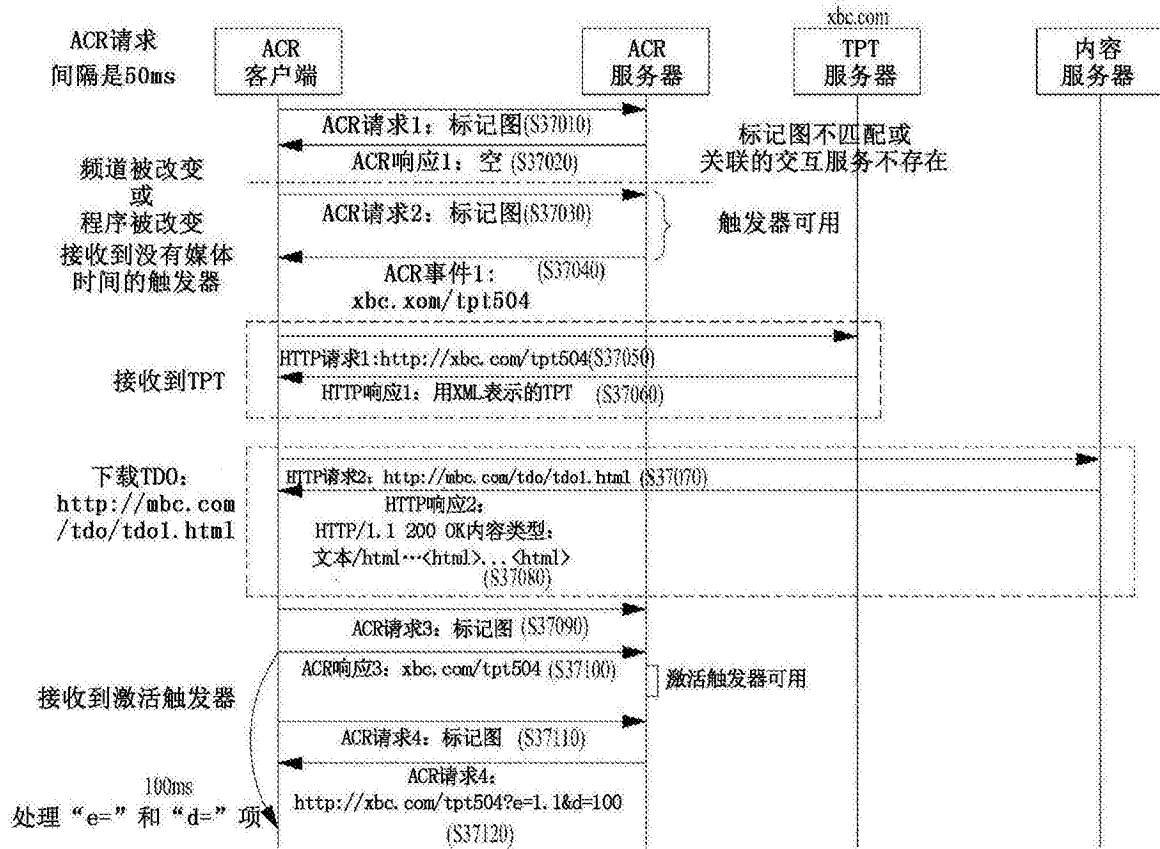 xbc.com
ACR请求
间隔是50ms
ACR
客户端
ACR
服务器
TPT
服务器
内容
服务器
ACR请求1：标记图(S37010)
ACR响应1：空 (S37020)
标记图不匹配或
关联的交互服务不存在
频道被改变
或
程序被改变
ACR请求2：标记图(S37030)
触发器可用
接收到没有媒体
时间的触发器
ACR事件1： (S37040)
xbc.xom/tpt504
HTTP请求1:http://xbc.com/tpt504(S37050)
接收到TPT
HTTP响应1：用XML表示的TPT (S37060)
下载TDO：
http://mbc.com
/tdo/tdo1.html
HTTP请求2：http://mbc.com/tdo/tdo1.html (S37070)
HTTP响应2：
HTTP/1.1 200 OK内容类型：
文本/html…<html>...<html>
(S37080)
ACR请求3：标记图 (S37090)
ACR响应3：xbc.com/tpt504 (S37100)
激活触发器可用
接收到激活触发器
ACR请求4：标记图 (S37110)
ACR请求4：
http://xbc.com/tpt504?e=1.1&d=100
(S37120)
100ms
处理“e=”和“d=”项